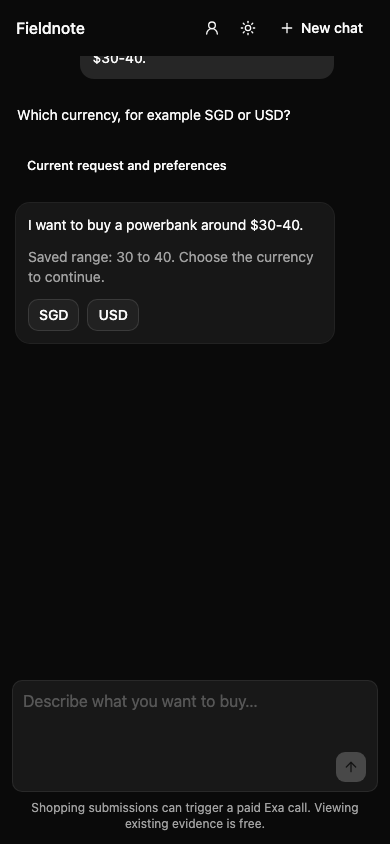 Fieldnote
New chat
$30-40.
Which currency, for example SGD or USD?
Current request and preferences
I want to buy a powerbank around $30-40.
Saved range: 30 to 40. Choose the currency
to continue.
SGD
USD
Describe what you want to buy...
Shopping submissions can trigger a paid Exa call. Viewing
existing evidence is free.